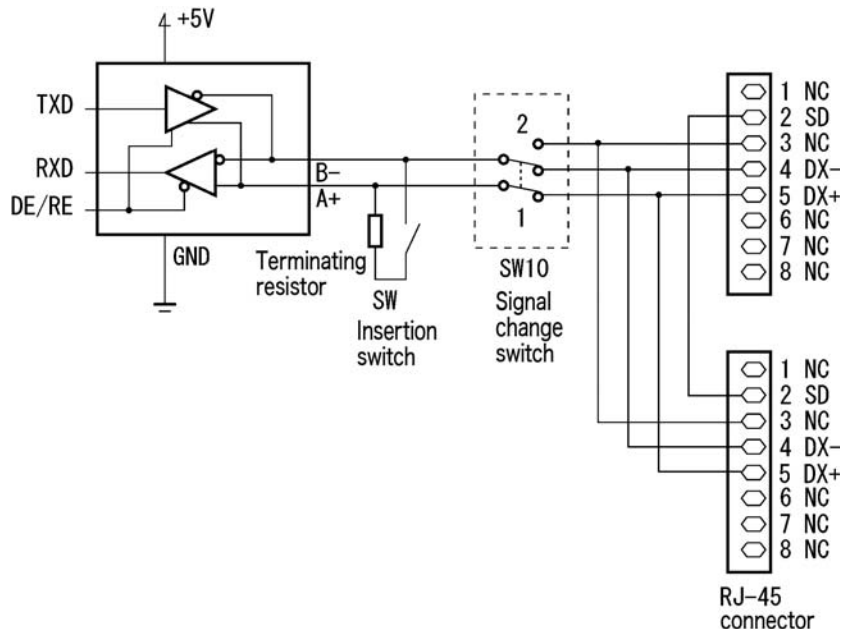 +5V
TXD
RXD
DE/RE
B-
A+
GND
Terminating
resistor
SW
Insertion
switch
2
1
SW10
Signal
change
switch
1 NC
2 SD
3 NC
4 DX-
5 DX+
6 NC
7 NC
8 NC
1 NC
2 SD
3 NC
4 DX-
5 DX+
6 NC
7 NC
8 NC
RJ-45
connector